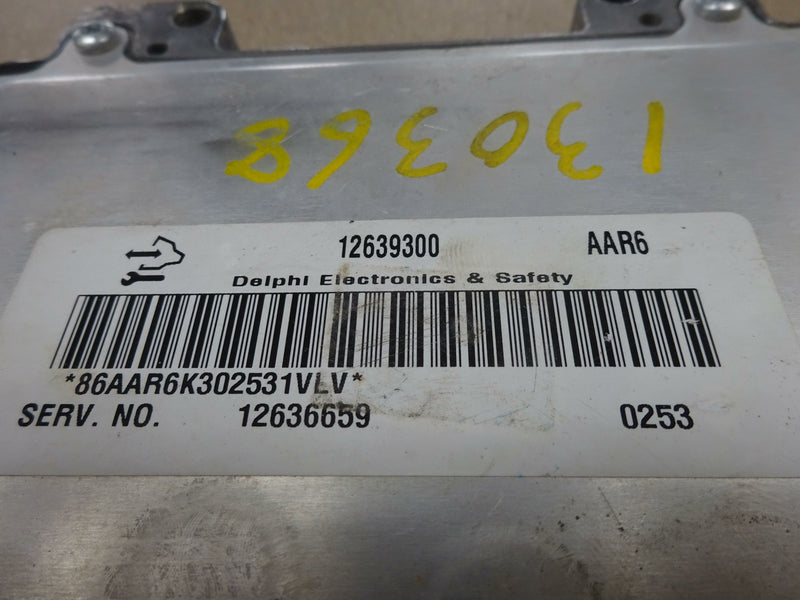 130368
12639300 AAR6
Delphi Electronics & Safety
*86AAR6K302531VLV*
SERV. NO. 12636659 0253